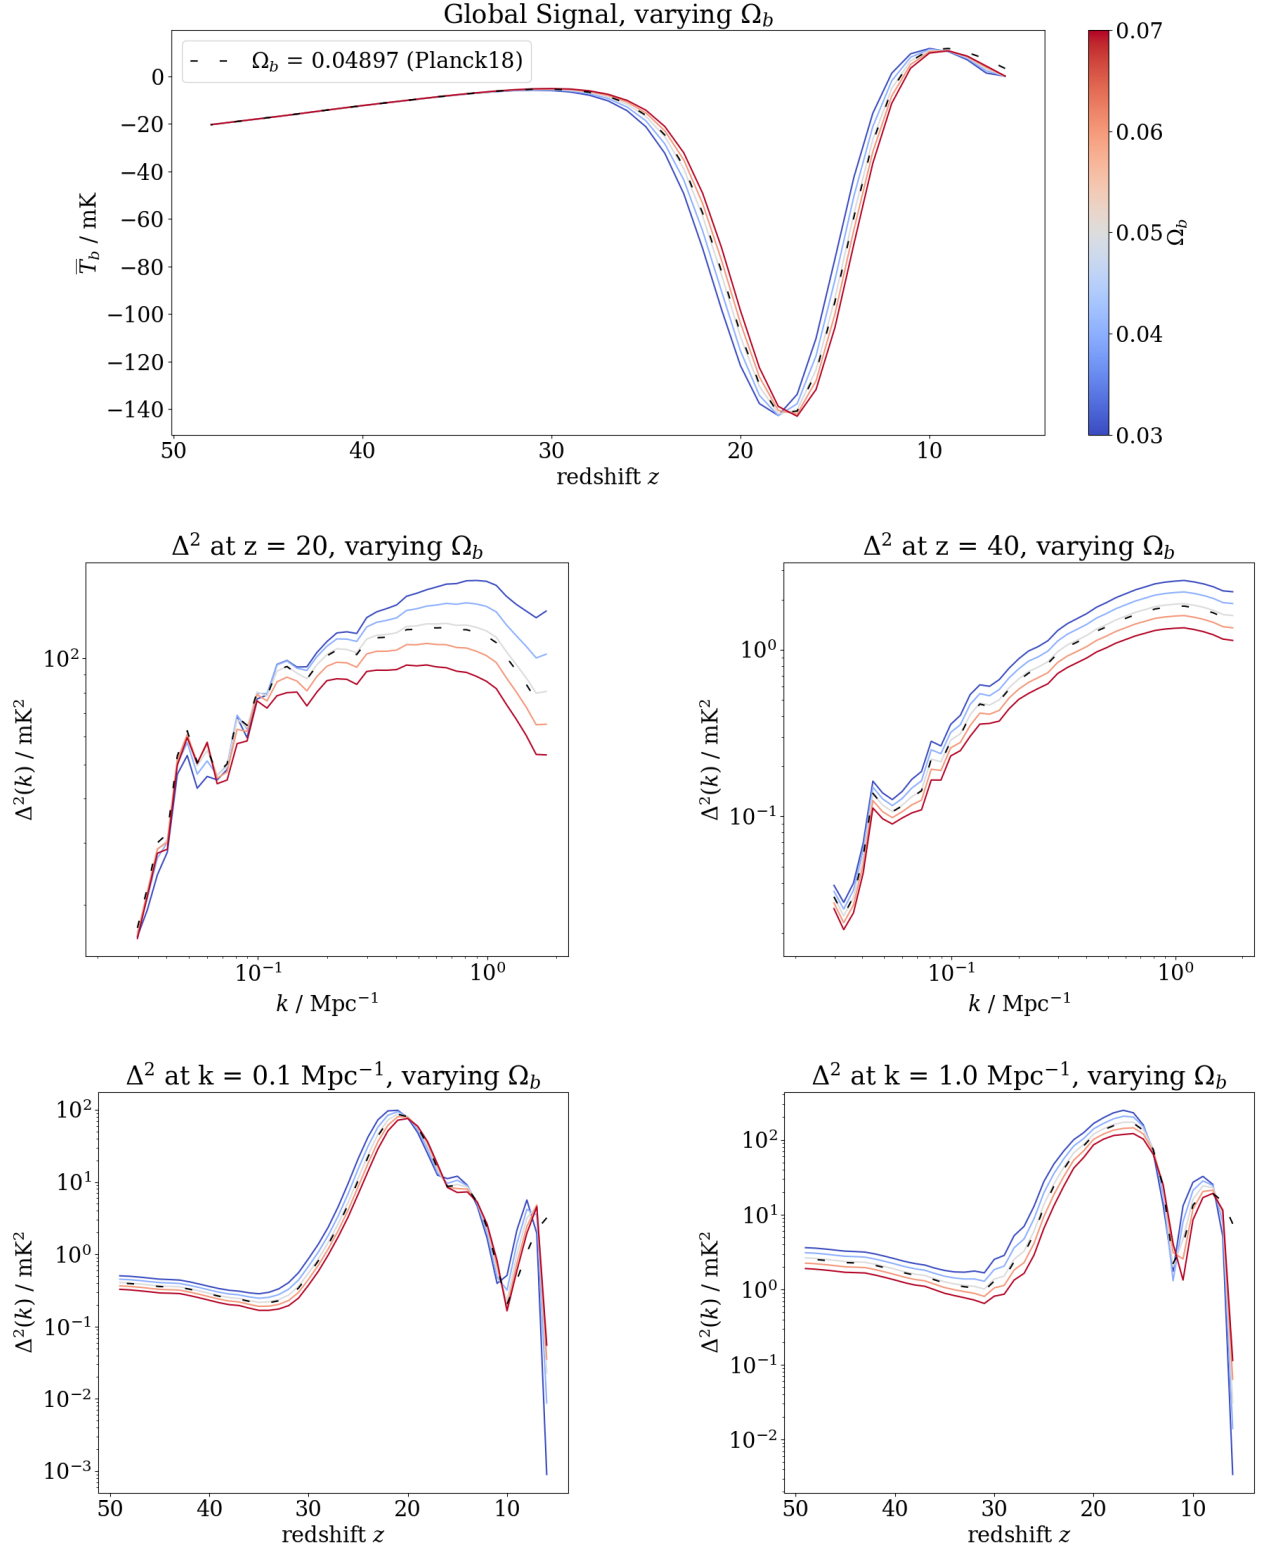 Global Signal, varying Ω_b
Ω_b = 0.04897 (Planck18)
0
−20
−40
−60
−80
−100
−120
−140
T̅_b / mK
50 40 30 20 10
redshift z
0.07
0.06
0.05
0.04
0.03
Ω_b
Δ² at z = 20, varying Ω_b
10²
Δ²(k) / mK²
10⁻¹ 10⁰
k / Mpc⁻¹
Δ² at z = 40, varying Ω_b
10⁰
10⁻¹
Δ²(k) / mK²
10⁻¹ 10⁰
k / Mpc⁻¹
Δ² at k = 0.1 Mpc⁻¹, varying Ω_b
10²
10¹
10⁰
10⁻¹
10⁻²
10⁻³
Δ²(k) / mK²
50 40 30 20 10
redshift z
Δ² at k = 1.0 Mpc⁻¹, varying Ω_b
10²
10¹
10⁰
10⁻¹
10⁻²
Δ²(k) / mK²
50 40 30 20 10
redshift z